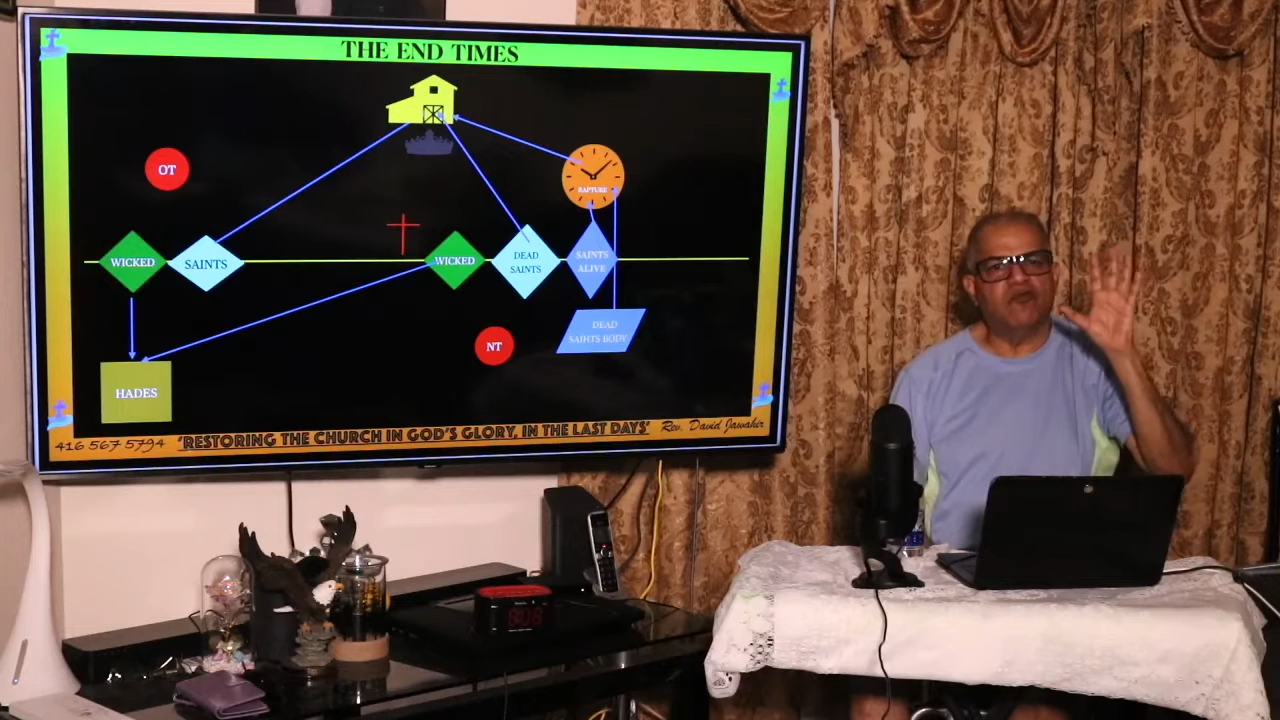 THE END TIMES
OT
RAPTURE
WICKED
SAINTS
WICKED
DEAD
SAINTS
SAINTS
ALIVE
DEAD
SAINTS BODY
NT
HADES
416 567 5794
'RESTORING THE CHURCH IN GOD'S GLORY, IN THE LAST DAYS'
Rev. David Jawahir